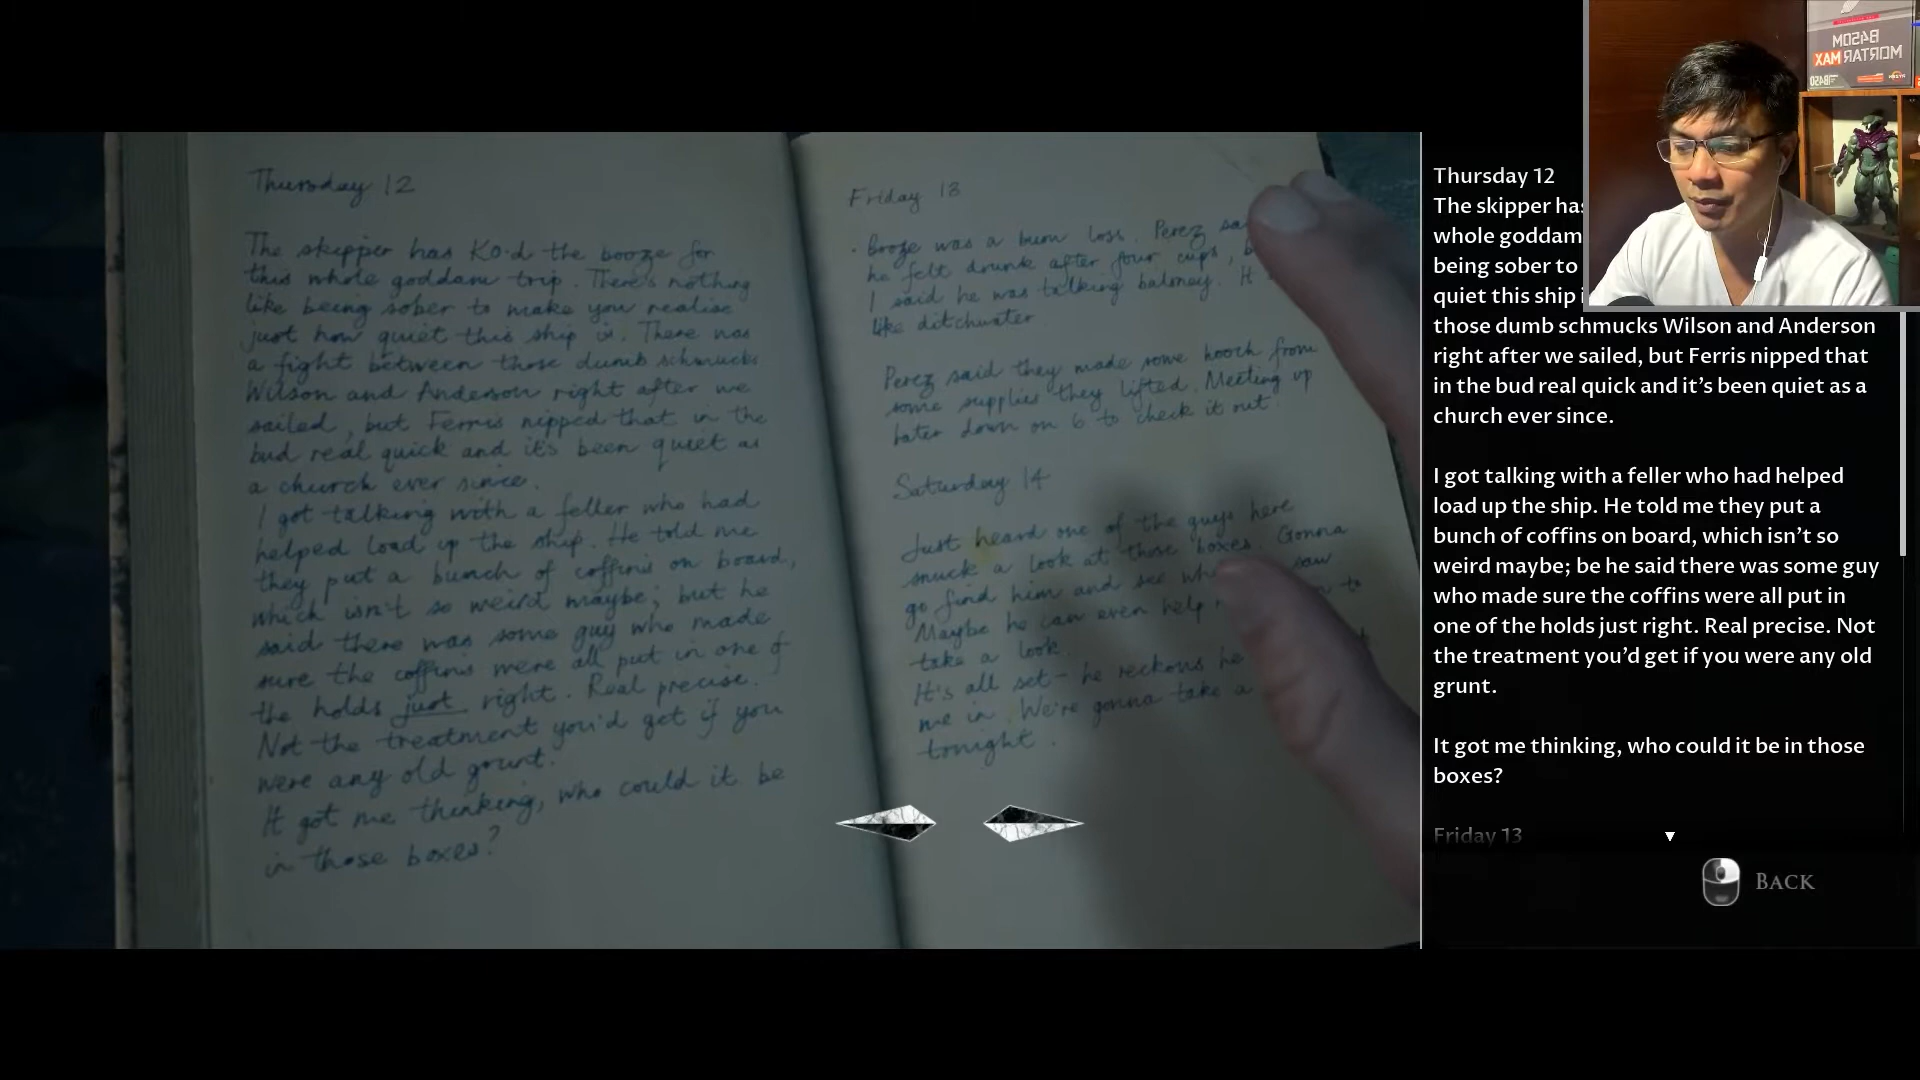 Thursday 12
The skipper has Ko'd the booze for
this whole goddam trip. There's nothing
like being sober to make you realise
just how quiet this ship is. There was
a fight between those dumb schmucks
Wilson and Anderson right after we
sailed, but Ferris nipped that in the
bud real quick and it's been quiet as
a church ever since.
I got talking with a feller who had
helped load up the ship. He told me
they put a bunch of coffins on board,
which isn't so weird maybe; but he
said there was some guy who made
sure the coffins were all put in one of
the holds just right. Real precise.
Not the treatment you'd get if you
were any old grunt.
It got me thinking, who could it be
in those boxes?
Friday 13
Booze was a bum loss. Perez
he felt drunk after four cups,
I said he was talking baloney. It
like ditchwater
Perez said they made some hooch from
some supplies they lifted. Meeting up
later down on 6 to check it out.
Saturday 14
Just heard one of the guys here
snuck a look at those boxes. Gonna
go find him and see saw
Maybe he can even help to
take a look.
It's all set - he reckons he
me in. We're gonna take a
tonight.
Thursday 12
The skipper has
whole goddam
being sober to
quiet this ship
those dumb schmucks Wilson and Anderson
right after we sailed, but Ferris nipped that
in the bud real quick and it's been quiet as a
church ever since.
I got talking with a feller who had helped
load up the ship. He told me they put a
bunch of coffins on board, which isn't so
weird maybe; be he said there was some guy
who made sure the coffins were all put in
one of the holds just right. Real precise. Not
the treatment you'd get if you were any old
grunt.
It got me thinking, who could it be in those
boxes?
Friday 13
BACK
B450M
MORTAR MAX
B450
RYZEN